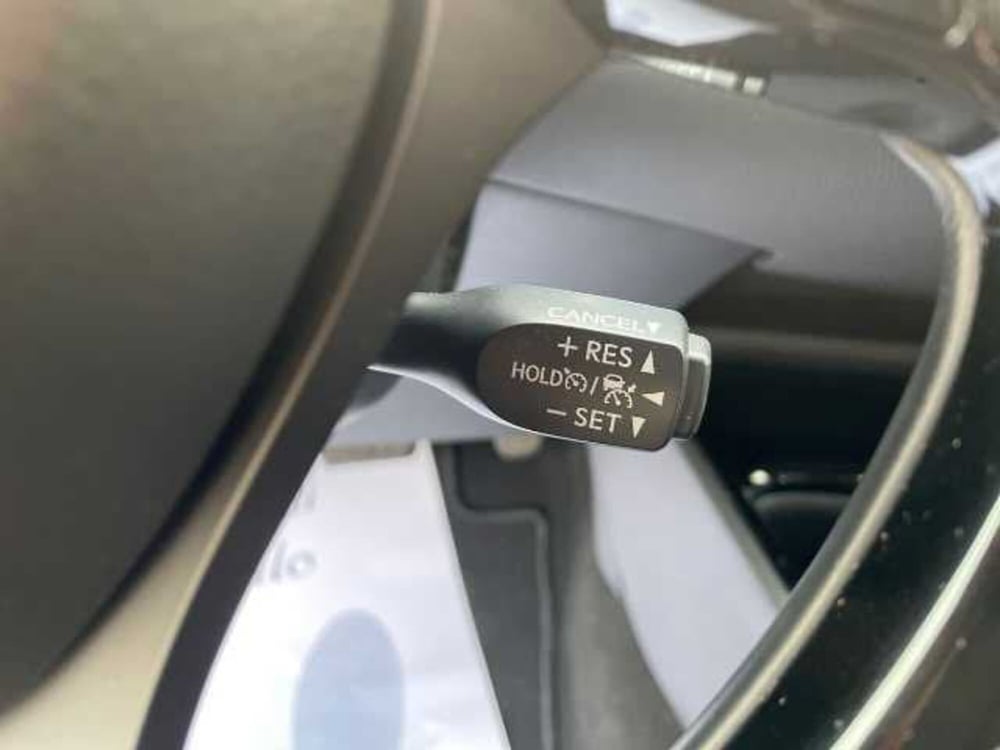 CANCEL▼
+ RES ▲
HOLD / ◀
− SET ▼